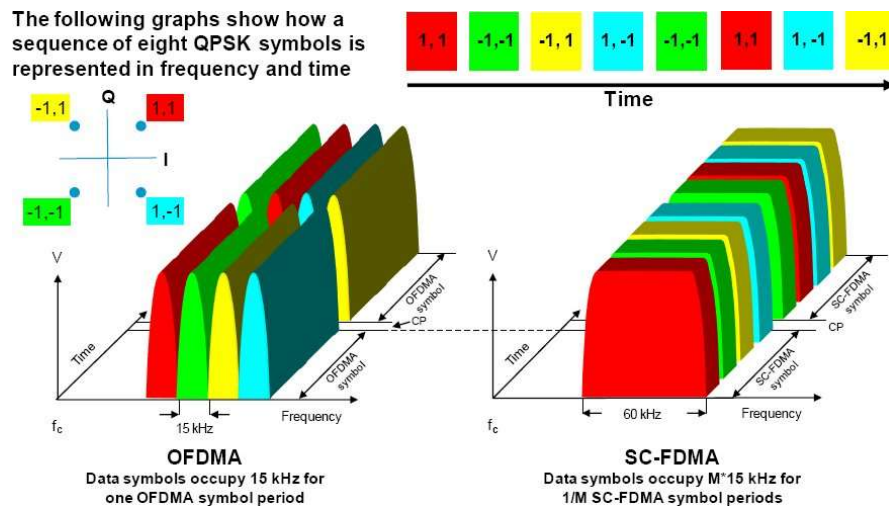 The following graphs show how a
sequence of eight QPSK symbols is
represented in frequency and time
1, 1
-1,-1
-1, 1
1, -1
-1,-1
1, 1
1, -1
-1,1
Time
Q
-1,1
1,1
I
-1,-1
1,-1
V
Time
OFDMA
symbol
CP
OFDMA
symbol
fc
15 kHz
Frequency
V
Time
SC-FDMA
symbol
CP
SC-FDMA
symbol
fc
60 kHz
Frequency
OFDMA
Data symbols occupy 15 kHz for
one OFDMA symbol period
SC-FDMA
Data symbols occupy M*15 kHz for
1/M SC-FDMA symbol periods